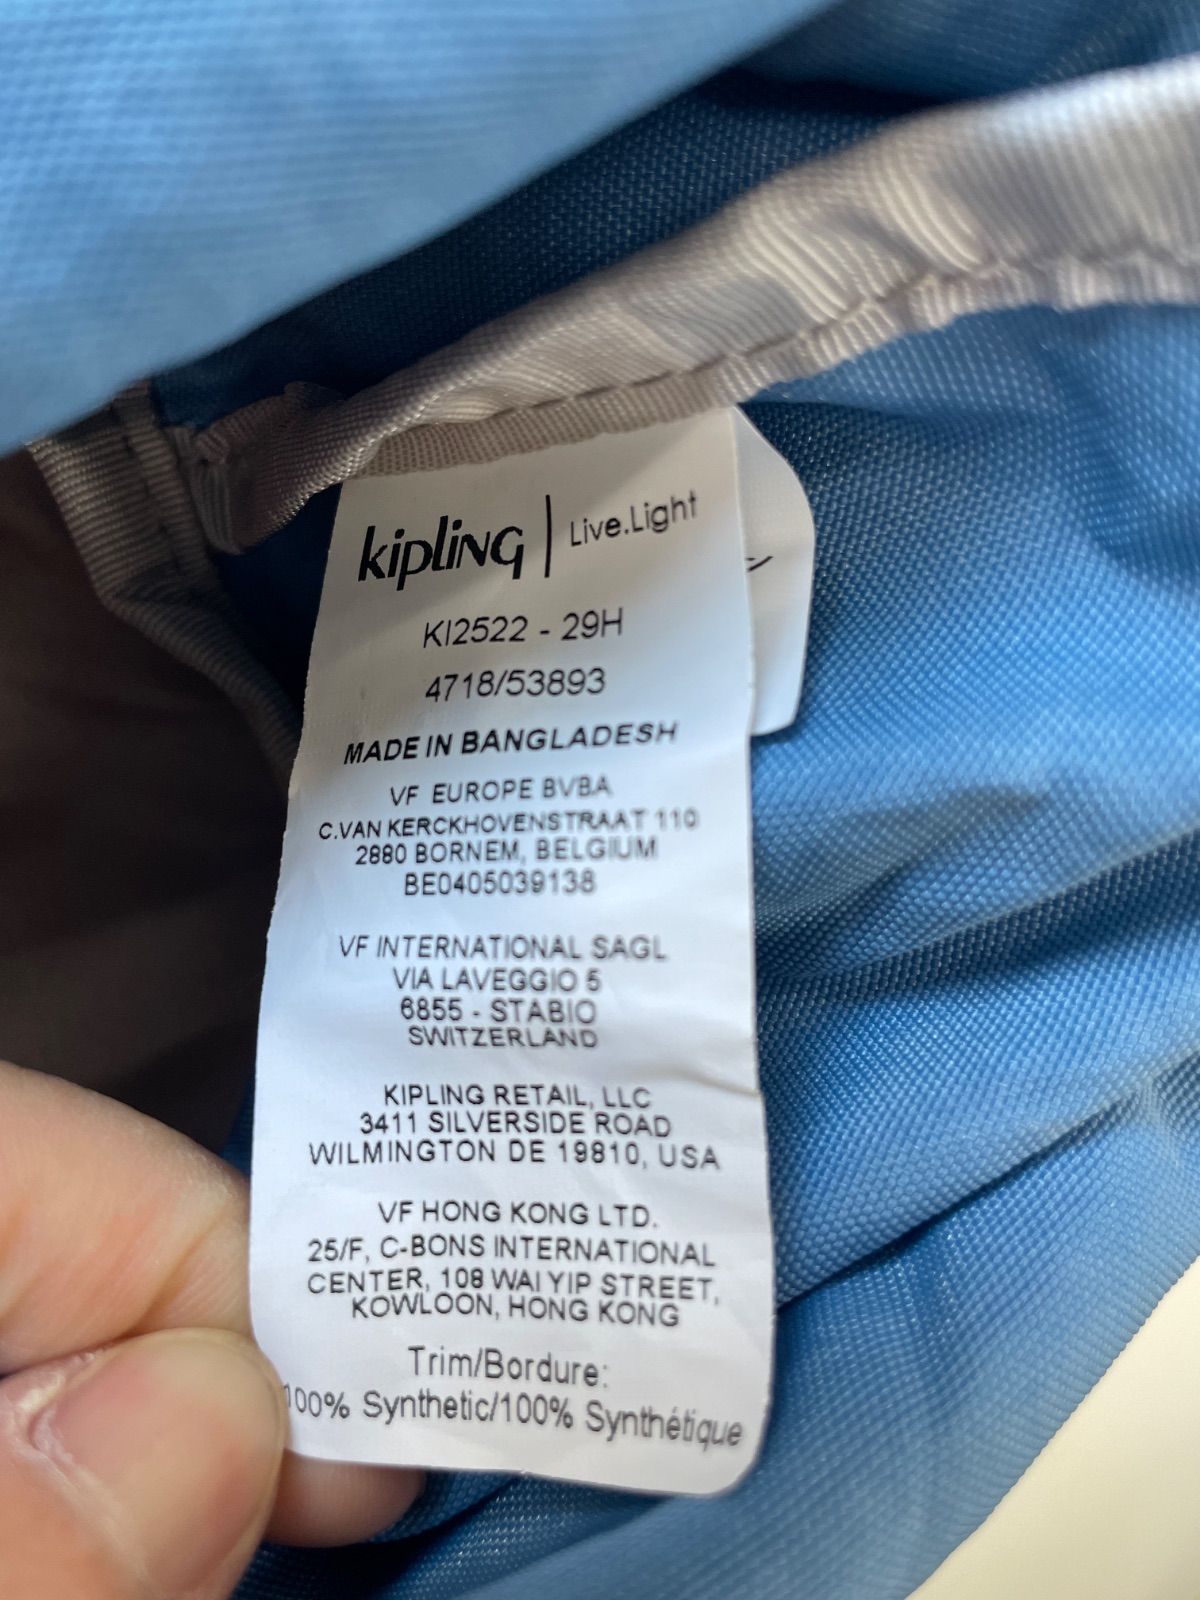 kipling | Live.Light
KI2522 - 29H
4718/53893
MADE IN BANGLADESH
VF EUROPE BVBA
C.VAN KERCKHOVENSTRAAT 110
2880 BORNEM, BELGIUM
BE0405039138
VF INTERNATIONAL SAGL
VIA LAVEGGIO 5
6855 - STABIO
SWITZERLAND
KIPLING RETAIL, LLC
3411 SILVERSIDE ROAD
WILMINGTON DE 19810, USA
VF HONG KONG LTD.
25/F, C-BONS INTERNATIONAL
CENTER, 108 WAI YIP STREET,
KOWLOON, HONG KONG
Trim/Bordure:
100% Synthetic/100% Synthétique